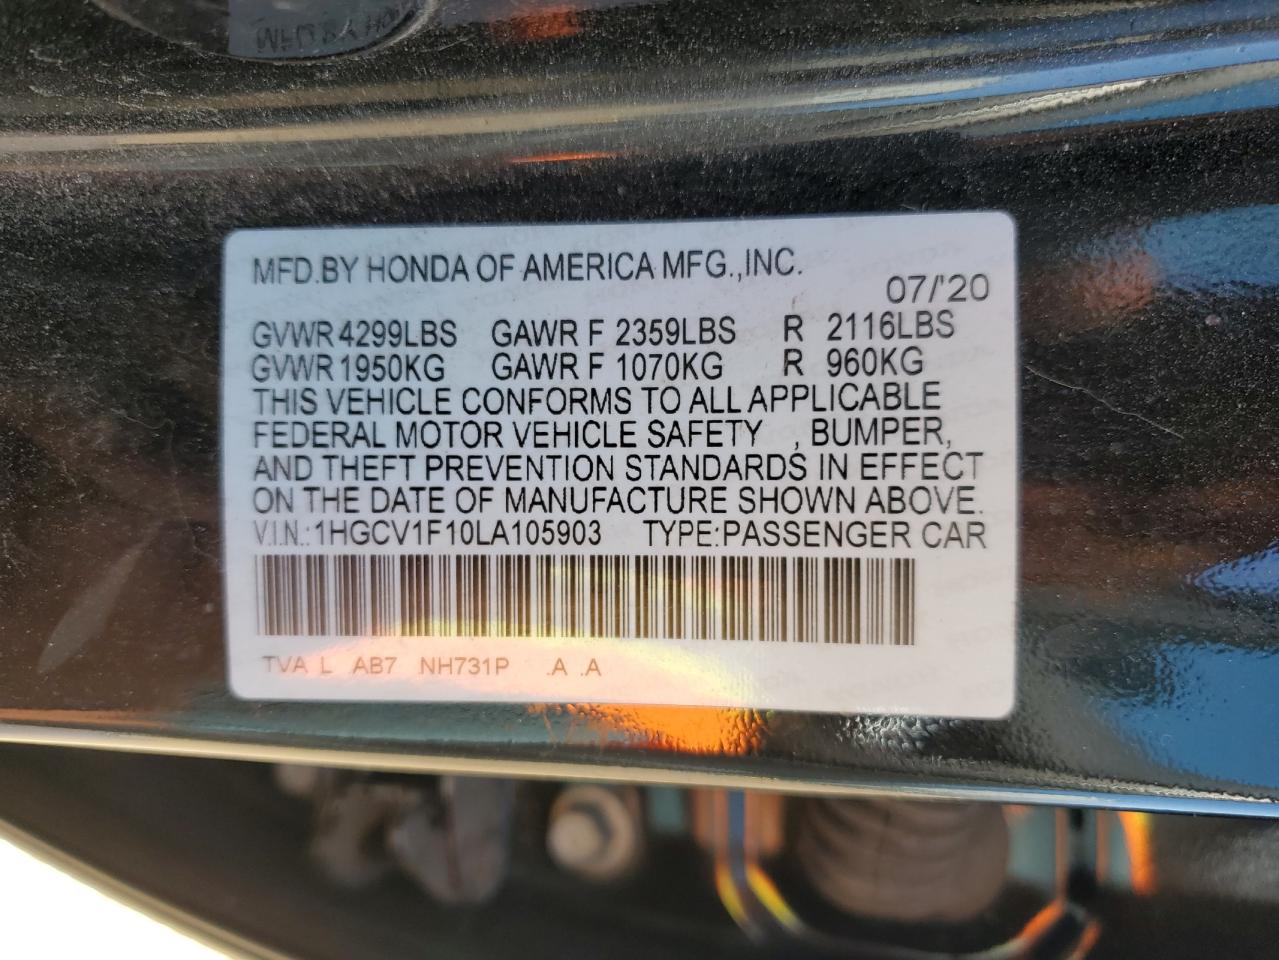 MFD.BY HONDA OF AMERICA MFG.,INC.
07/'20
GVWR 4299LBS GAWR F 2359LBS R 2116LBS
GVWR 1950KG GAWR F 1070KG R 960KG
THIS VEHICLE CONFORMS TO ALL APPLICABLE
FEDERAL MOTOR VEHICLE SAFETY , BUMPER,
AND THEFT PREVENTION STANDARDS IN EFFECT
ON THE DATE OF MANUFACTURE SHOWN ABOVE.
V.I.N.:1HGCV1F10LA105903 TYPE:PASSENGER CAR
TVA L AB7 NH731P .A .A